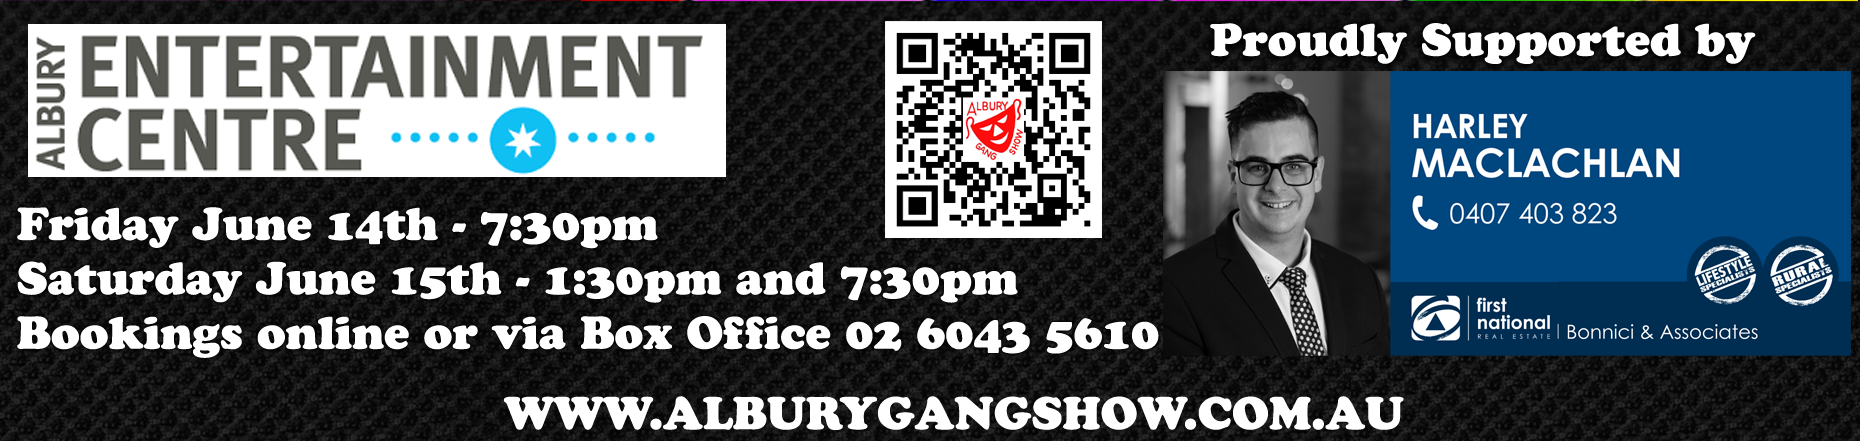 ALBURY
ENTERTAINMENT
CENTRE
Friday June 14th - 7:30pm
Saturday June 15th - 1:30pm and 7:30pm
Bookings online or via Box Office 02 6043 5610
ALBURY
GANG SHOW
Proudly Supported by
HARLEY
MACLACHLAN
0407 403 823
LIFESTYLE
SPECIALISTS
RURAL
SPECIALISTS
first
national
REAL ESTATE
Bonnici & Associates
WWW.ALBURYGANGSHOW.COM.AU